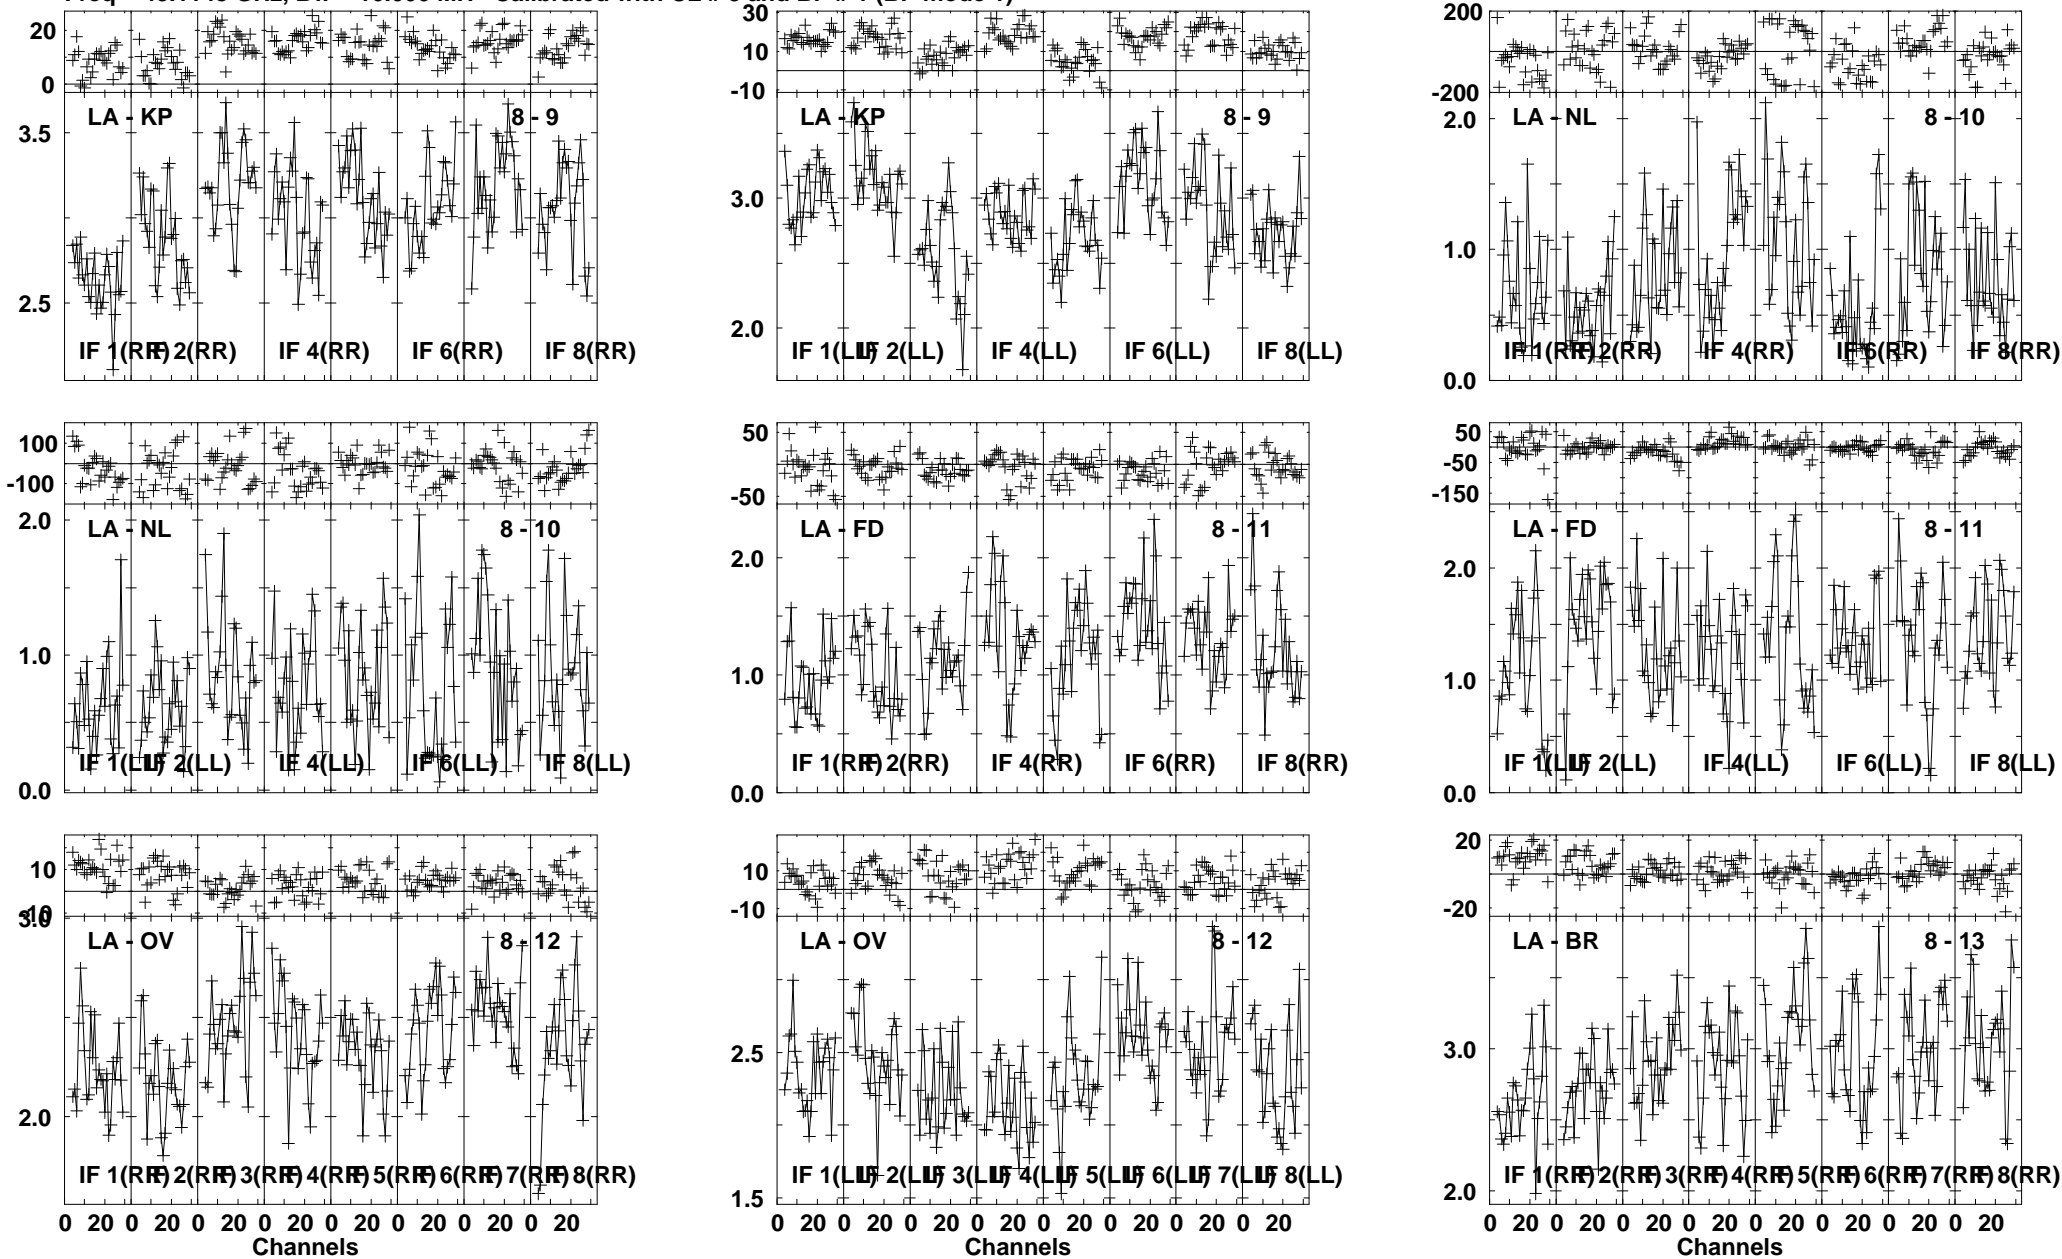 20
0
LA - KP 8 - 9
3.5
2.5
IF 1(RR) IF 2(RR) IF 4(RR) IF 6(RR) IF 8(RR)
30
10
-10
LA - KP 8 - 9
3.0
2.0
IF 1(LL) IF 2(LL) IF 4(LL) IF 6(LL) IF 8(LL)
200
-200
LA - NL 8 - 10
2.0
1.0
0.0
IF 1(RR) IF 2(RR) IF 4(RR) IF 6(RR) IF 8(RR)
100
-100
LA - NL 8 - 10
2.0
1.0
0.0
IF 1(LL) IF 2(LL) IF 4(LL) IF 6(LL) IF 8(LL)
50
-50
LA - FD 8 - 11
2.0
1.0
0.0
IF 1(RR) IF 2(RR) IF 4(RR) IF 6(RR) IF 8(RR)
50
-50
-150
LA - FD 8 - 11
2.0
1.0
0.0
IF 1(LL) IF 2(LL) IF 4(LL) IF 6(LL) IF 8(LL)
10
-10
3.0
LA - OV 8 - 12
2.0
IF 1(RR) IF 2(RR) IF 3(RR) IF 4(RR) IF 5(RR) IF 6(RR) IF 7(RR) IF 8(RR)
0 20 0 20 0 20 0 20 0 20 0 20 0 20 0 20
Channels
10
-10
LA - OV 8 - 12
2.5
1.5
IF 1(LL) IF 2(LL) IF 3(LL) IF 4(LL) IF 5(LL) IF 6(LL) IF 7(LL) IF 8(LL)
0 20 0 20 0 20 0 20 0 20 0 20 0 20 0 20
Channels
20
-20
LA - BR 8 - 13
3.0
2.0
IF 1(RR) IF 2(RR) IF 3(RR) IF 4(RR) IF 5(RR) IF 6(RR) IF 7(RR) IF 8(RR)
0 20 0 20 0 20 0 20 0 20 0 20 0 20 0 20
Channels